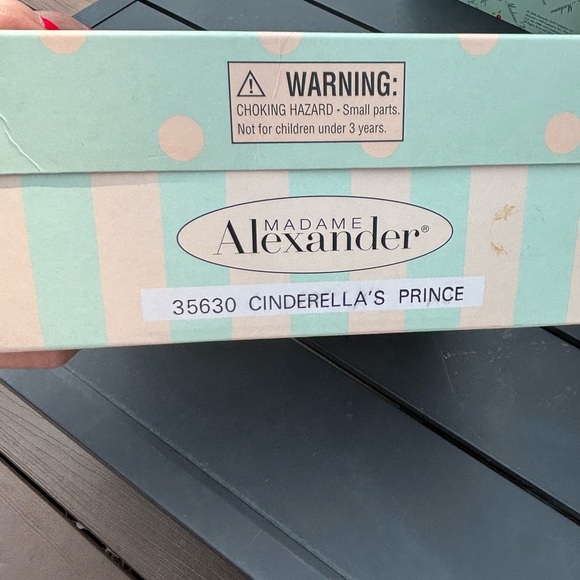 WARNING:
CHOKING HAZARD - Small parts.
Not for children under 3 years.
MADAME
Alexander®
35630 CINDERELLA'S PRINCE